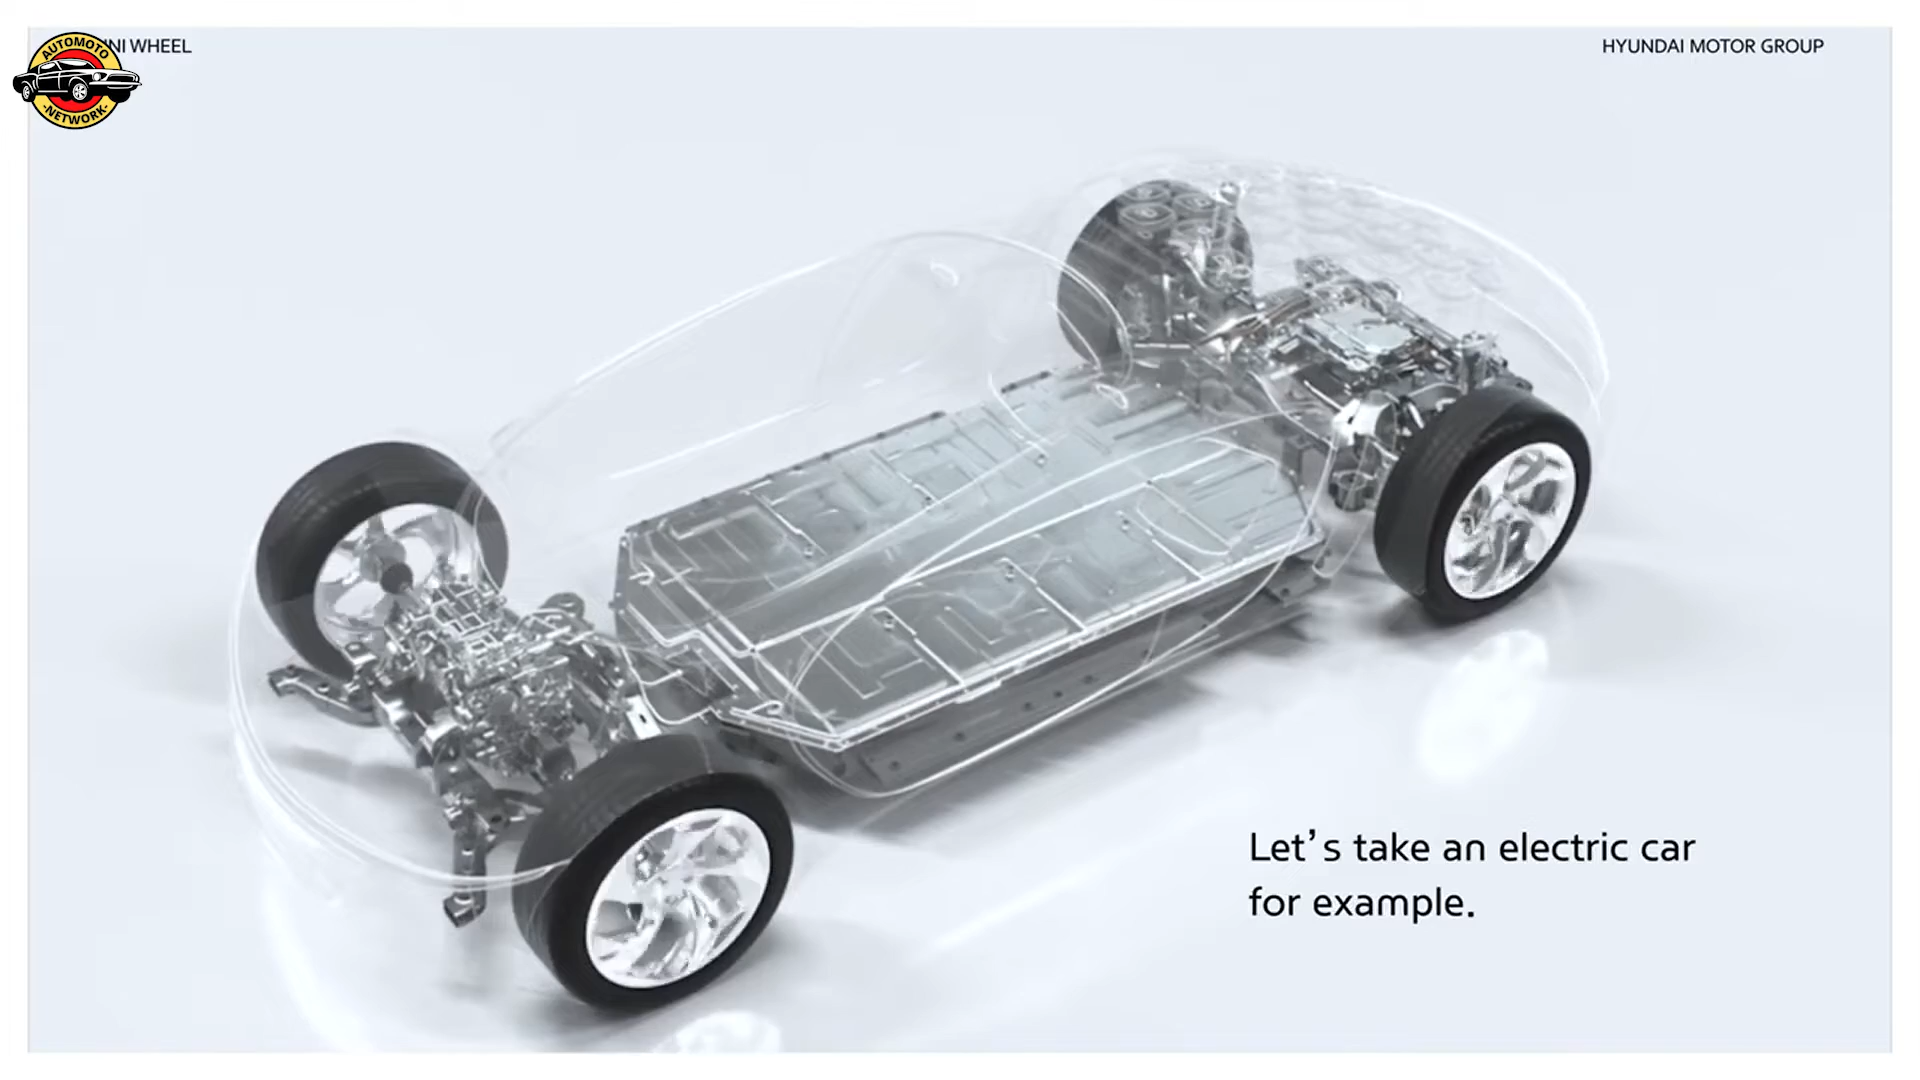 AUTOMOTO
-NETWORK-
NI WHEEL
HYUNDAI MOTOR GROUP
Let’s take an electric car
for example.